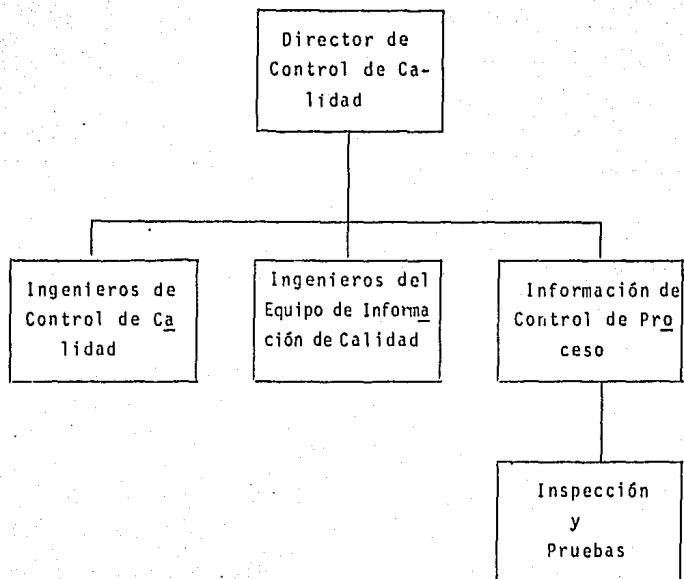 Director de
Control de Ca-
lidad
Ingenieros de
Control de Ca
lidad
Ingenieros del
Equipo de Informa
ción de Calidad
Información de
Control de Pro
ceso
Inspección
y
Pruebas